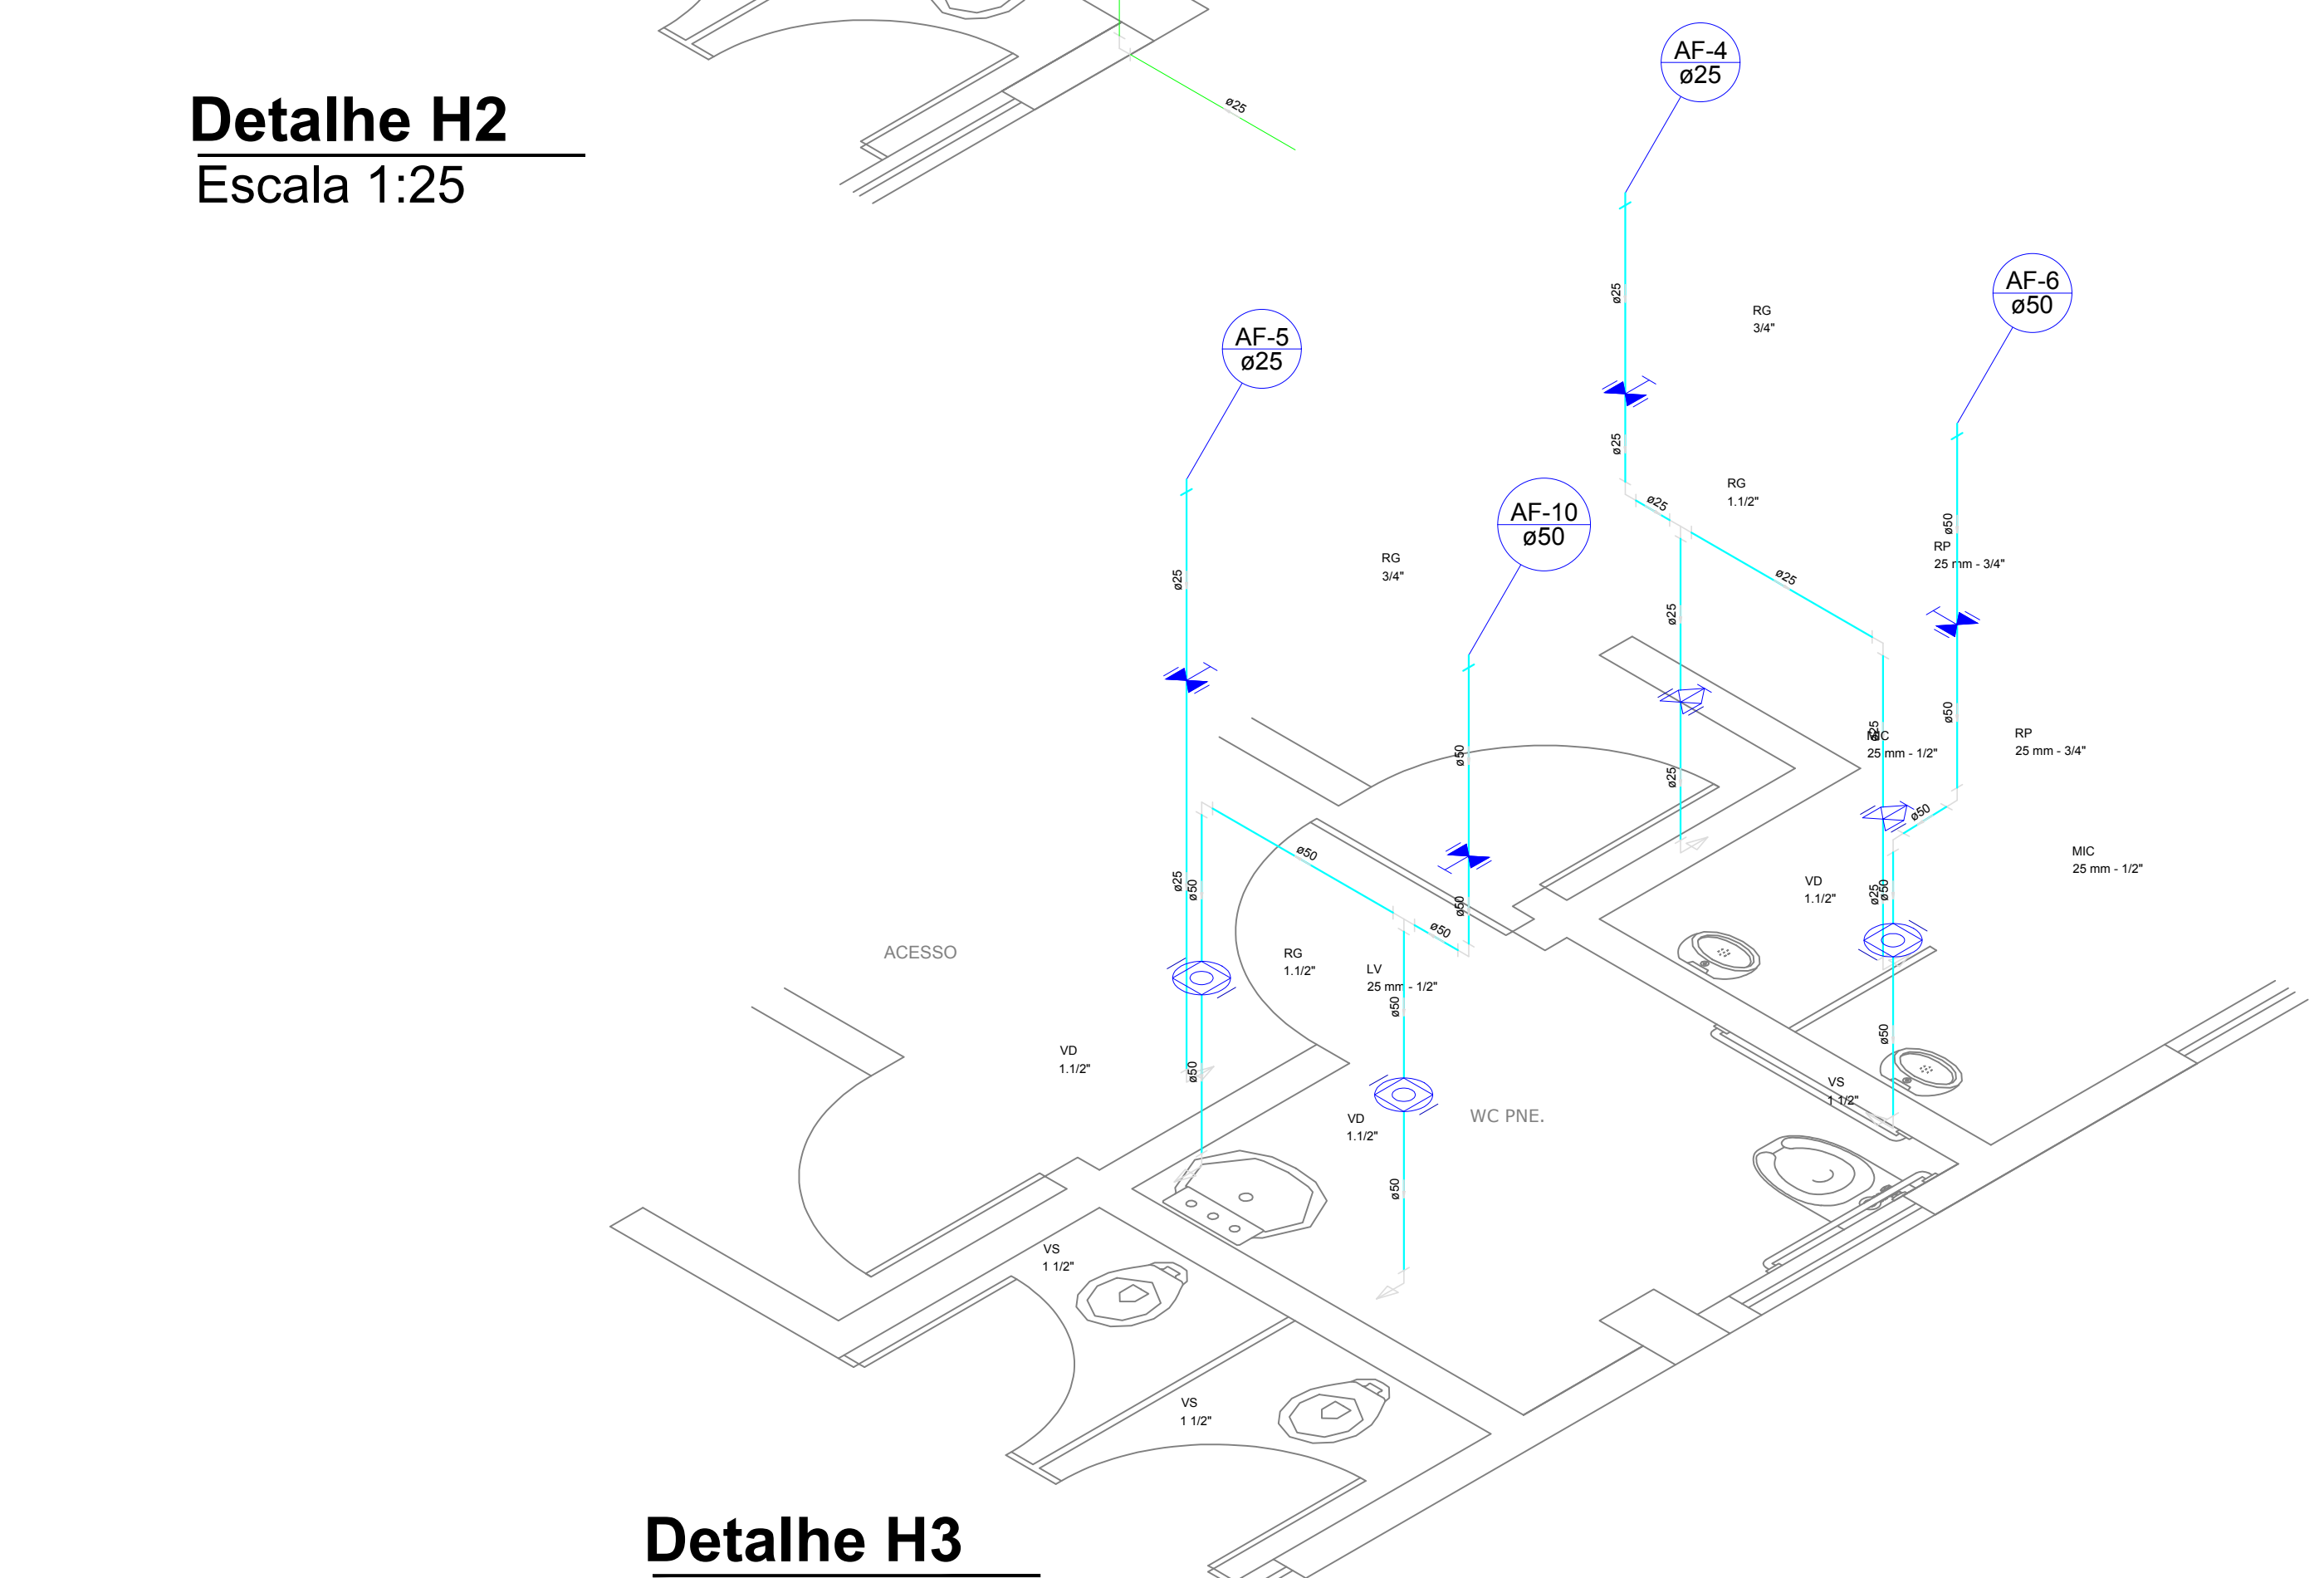 Detalhe H2
Escala 1:25
ø25
AF-4
ø25
AF-6
ø50
AF-5
ø25
AF-10
ø50
ø25
RG
3/4"
ø25
RG
1.1/2"
ø25
ø50
RP
25 mm - 3/4"
RG
3/4"
ø25
ø25
ø25
ø50
RP
25 mm - 3/4"
ø25
MIC
25 mm - 1/2"
ø50
ø25
ø50
MIC
25 mm - 1/2"
ø50
ø25
ø50
VD
1.1/2"
ø25
ø50
ø50
ø50
ACESSO
RG
1.1/2"
LV
25 mm - 1/2"
ø50
ø50
VD
1.1/2"
ø50
VS
1 1/2"
VD
1.1/2"
WC PNE.
ø50
VS
1 1/2"
VS
1 1/2"
Detalhe H3